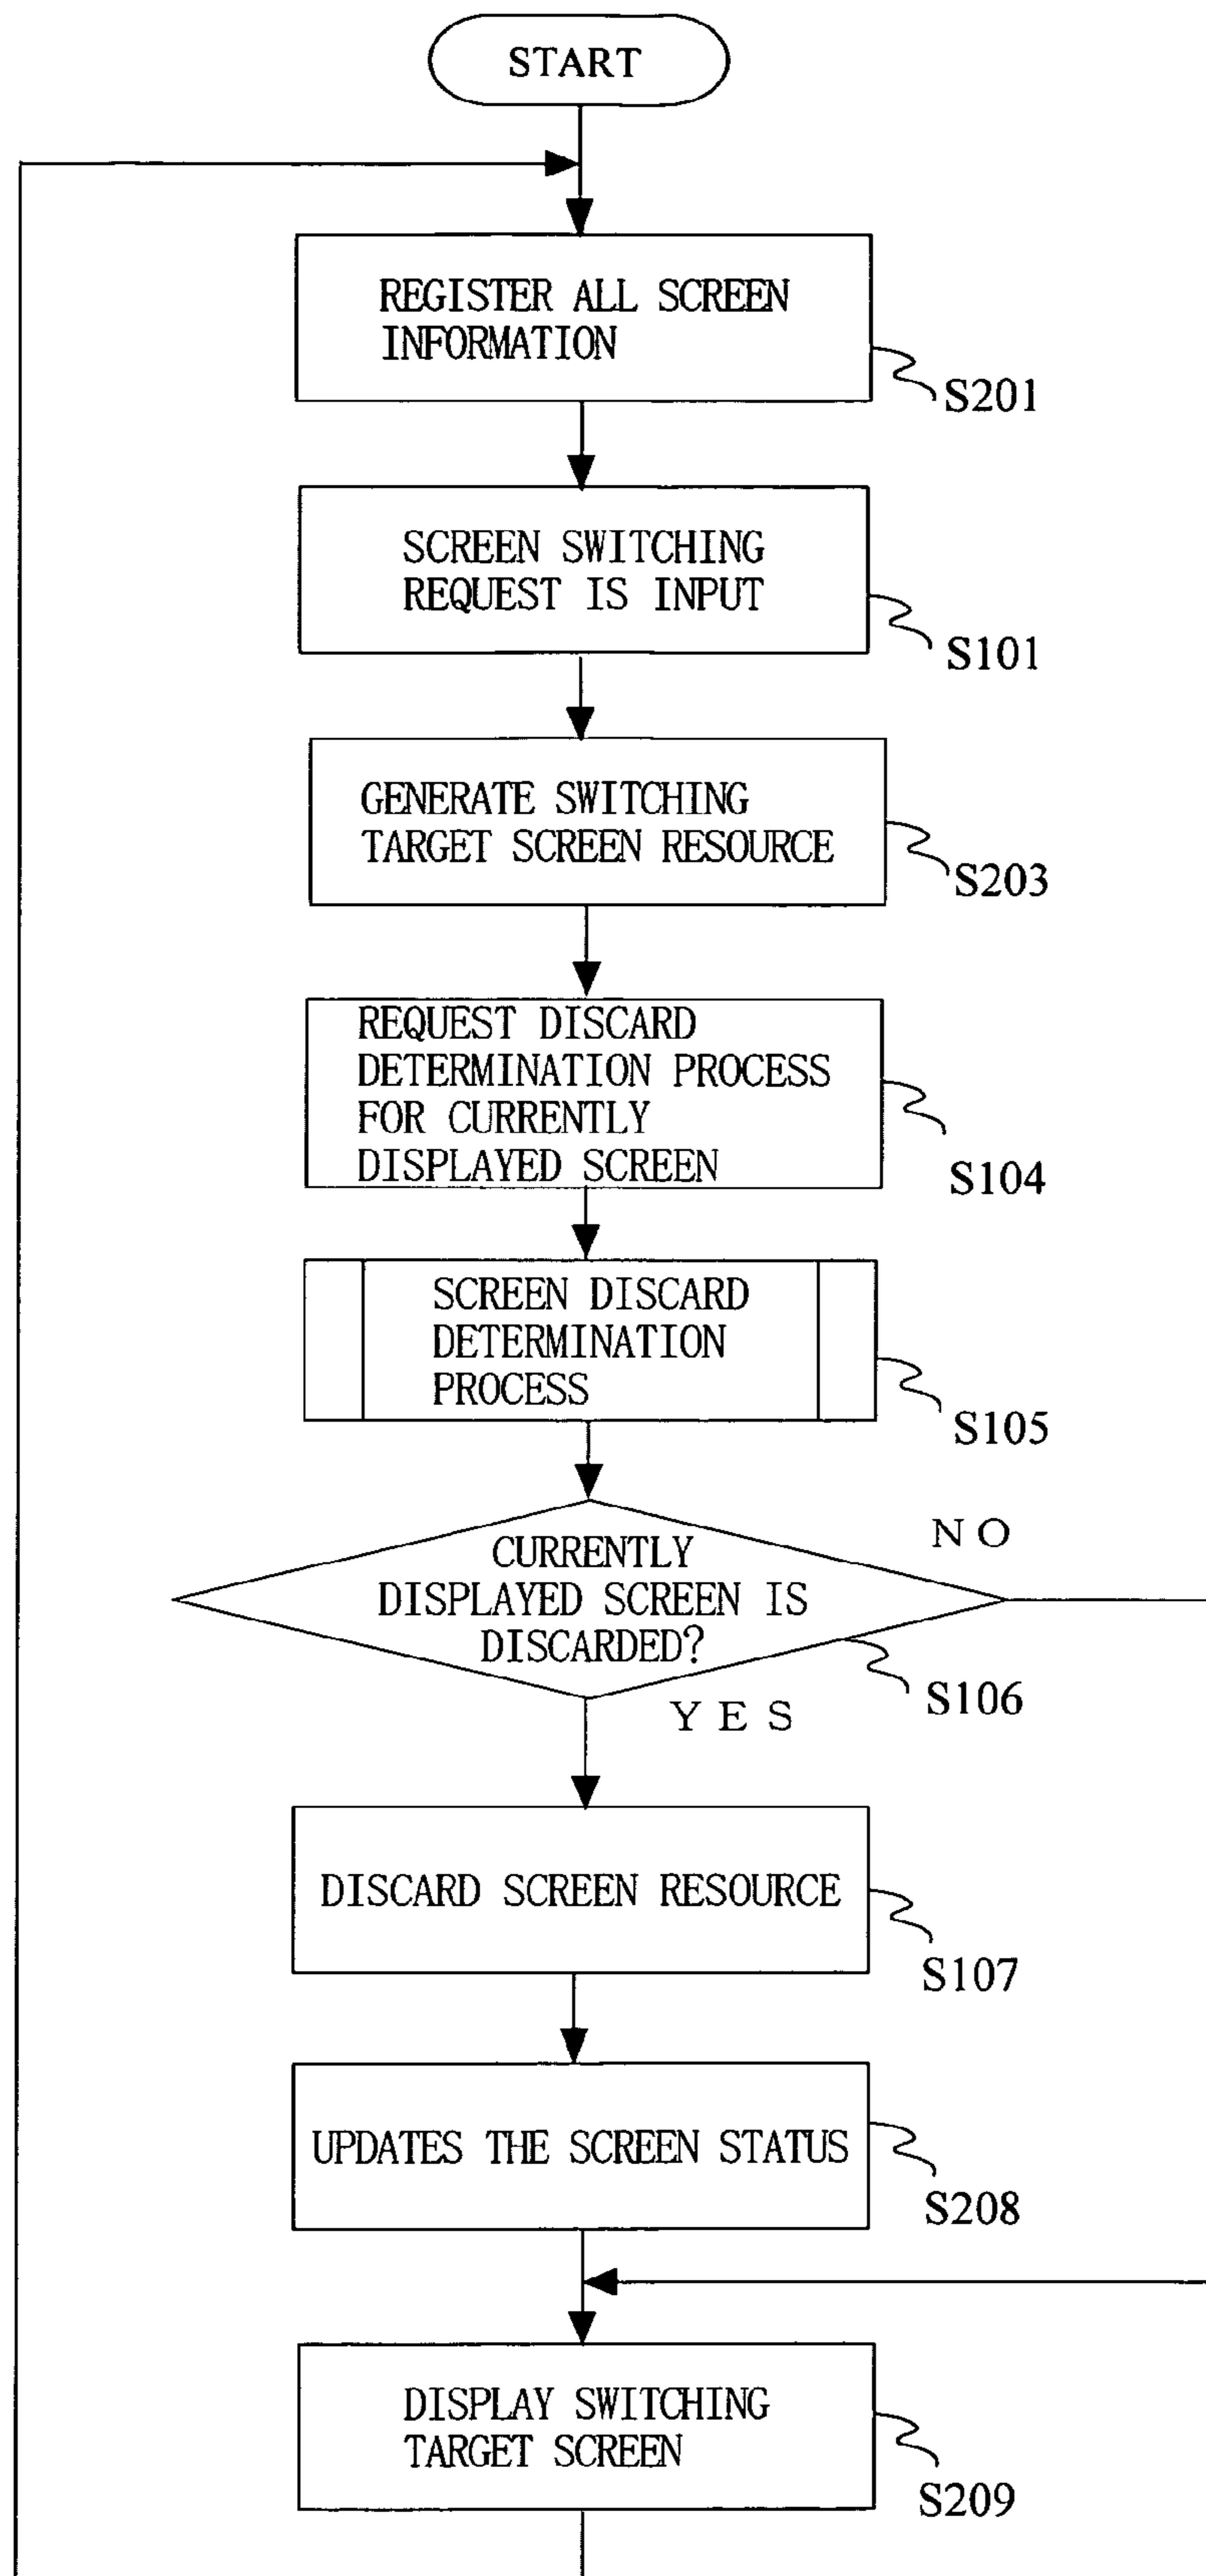 START
REGISTER ALL SCREEN
INFORMATION
S201
SCREEN SWITCHING
REQUEST IS INPUT
S101
GENERATE SWITCHING
TARGET SCREEN RESOURCE
S203
REQUEST DISCARD
DETERMINATION PROCESS
FOR CURRENTLY
DISPLAYED SCREEN
S104
SCREEN DISCARD
DETERMINATION
PROCESS
S105
NO
CURRENTLY
DISPLAYED SCREEN IS
DISCARDED?
S106
YES
DISCARD SCREEN RESOURCE
S107
UPDATES THE SCREEN STATUS
S208
DISPLAY SWITCHING
TARGET SCREEN
S209